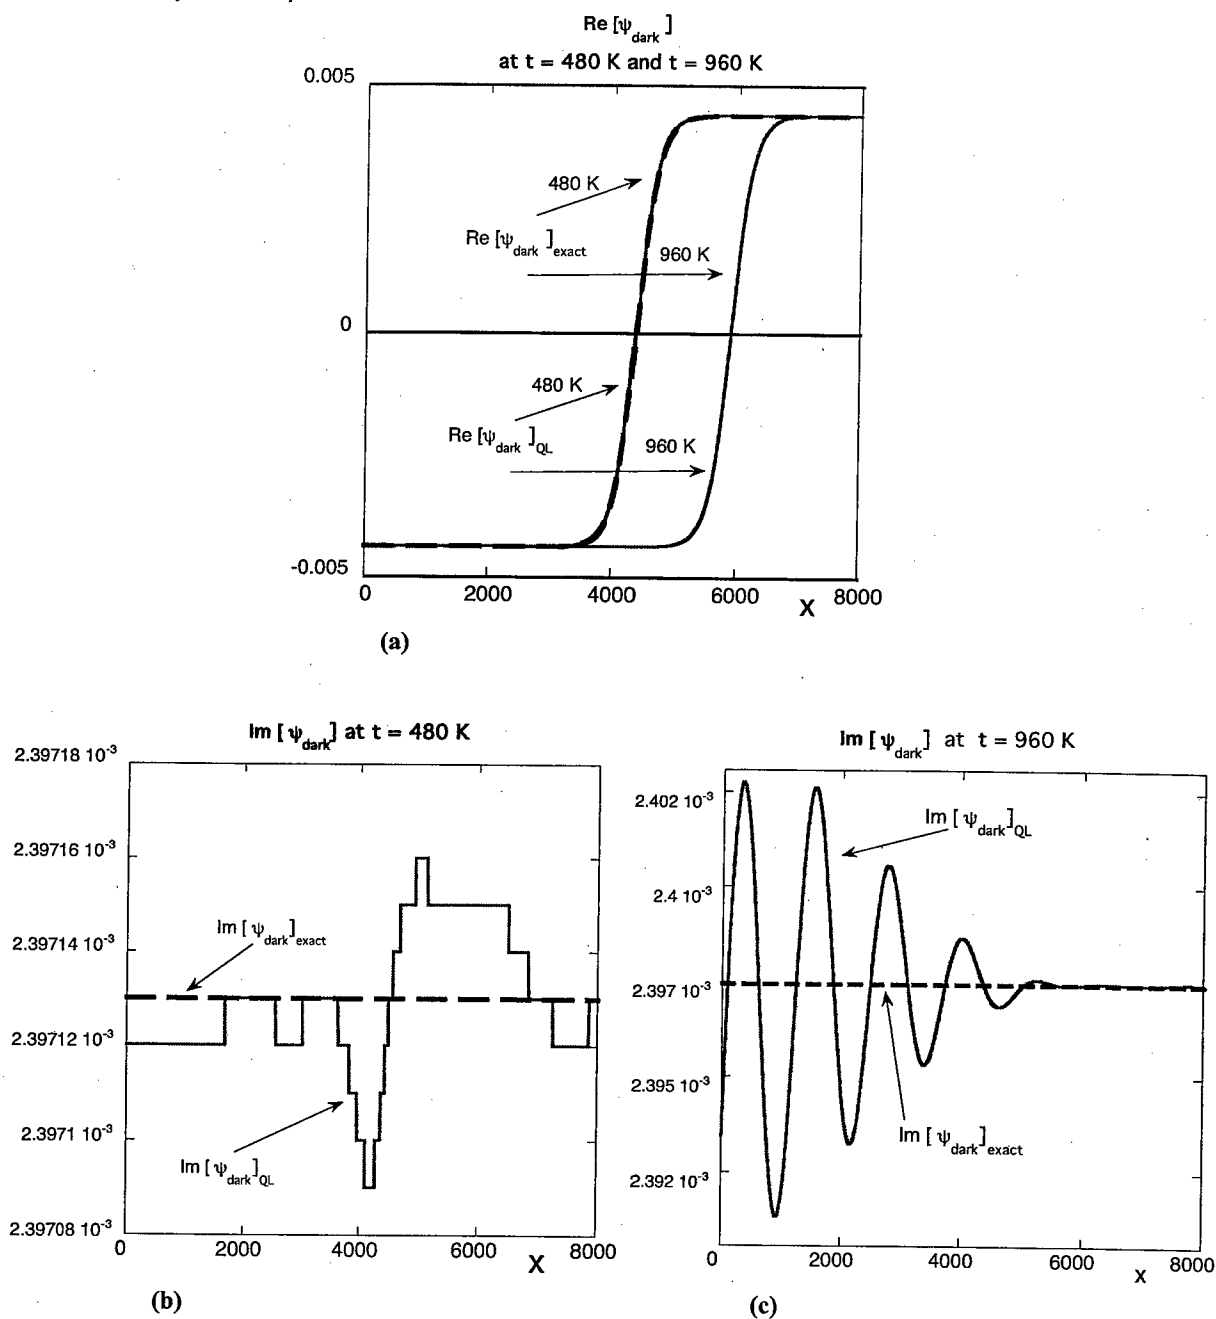 Re [ψdark ]
at t = 480 K and t = 960 K
0.005
480 K
Re [ψdark ]exact
960 K
0
480 K
Re [ψdark ]QL
960 K
-0.005
0 2000 4000 6000 X 8000
(a)
Im [ ψdark] at t = 480 K
2.39718 10-3
2.39716 10-3
2.39714 10-3
2.39713 10-3
2.39712 10-3
2.3971 10-3
2.39708 10-3
Im [ ψdark]exact
Im [ ψdark]QL
0 2000 4000 6000 X 8000
(b)
Im [ ψdark] at t = 960 K
2.402 10-3
2.4 10-3
2.397 10-3
2.395 10-3
2.392 10-3
Im [ ψdark]QL
Im [ ψdark]exact
0 2000 4000 6000 X 8000
(c)